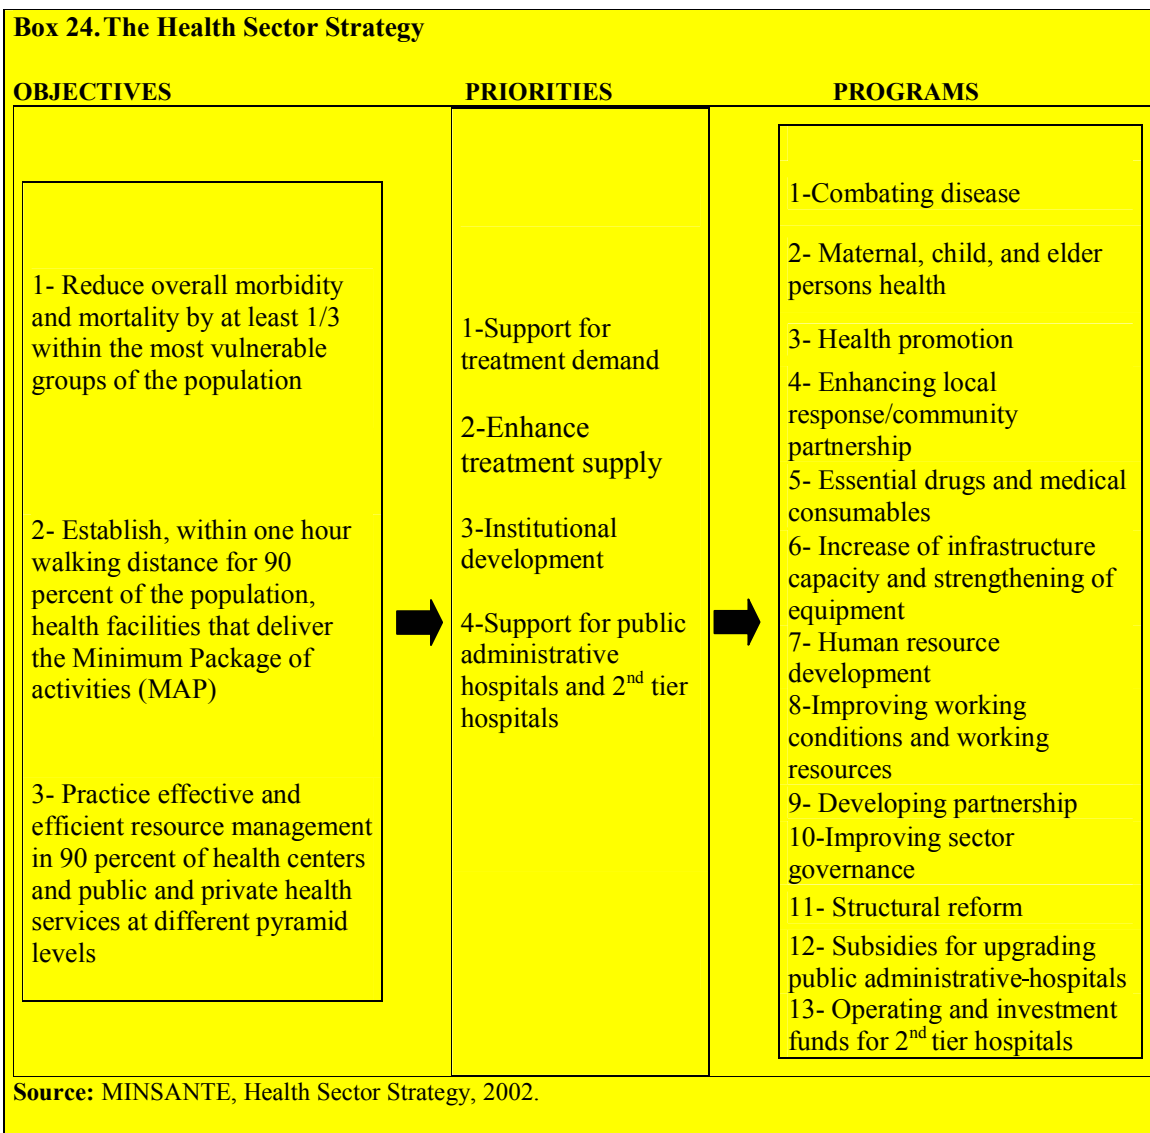 Box 24. The Health Sector Strategy
OBJECTIVES PRIORITIES PROGRAMS
1- Reduce overall morbidity
and mortality by at least 1/3
within the most vulnerable
groups of the population
2- Establish, within one hour
walking distance for 90
percent of the population,
health facilities that deliver
the Minimum Package of
activities (MAP)
3- Practice effective and
efficient resource management
in 90 percent of health centers
and public and private health
services at different pyramid
levels
1-Support for
treatment demand
2-Enhance
treatment supply
3-Institutional
development
4-Support for public
administrative
hospitals and 2nd tier
hospitals
1-Combating disease
2- Maternal, child, and elder
persons health
3- Health promotion
4- Enhancing local
response/community
partnership
5- Essential drugs and medical
consumables
6- Increase of infrastructure
capacity and strengthening of
equipment
7- Human resource
development
8-Improving working
conditions and working
resources
9- Developing partnership
10-Improving sector
governance
11- Structural reform
12- Subsidies for upgrading
public administrative-hospitals
13- Operating and investment
funds for 2nd tier hospitals
Source: MINSANTE, Health Sector Strategy, 2002.